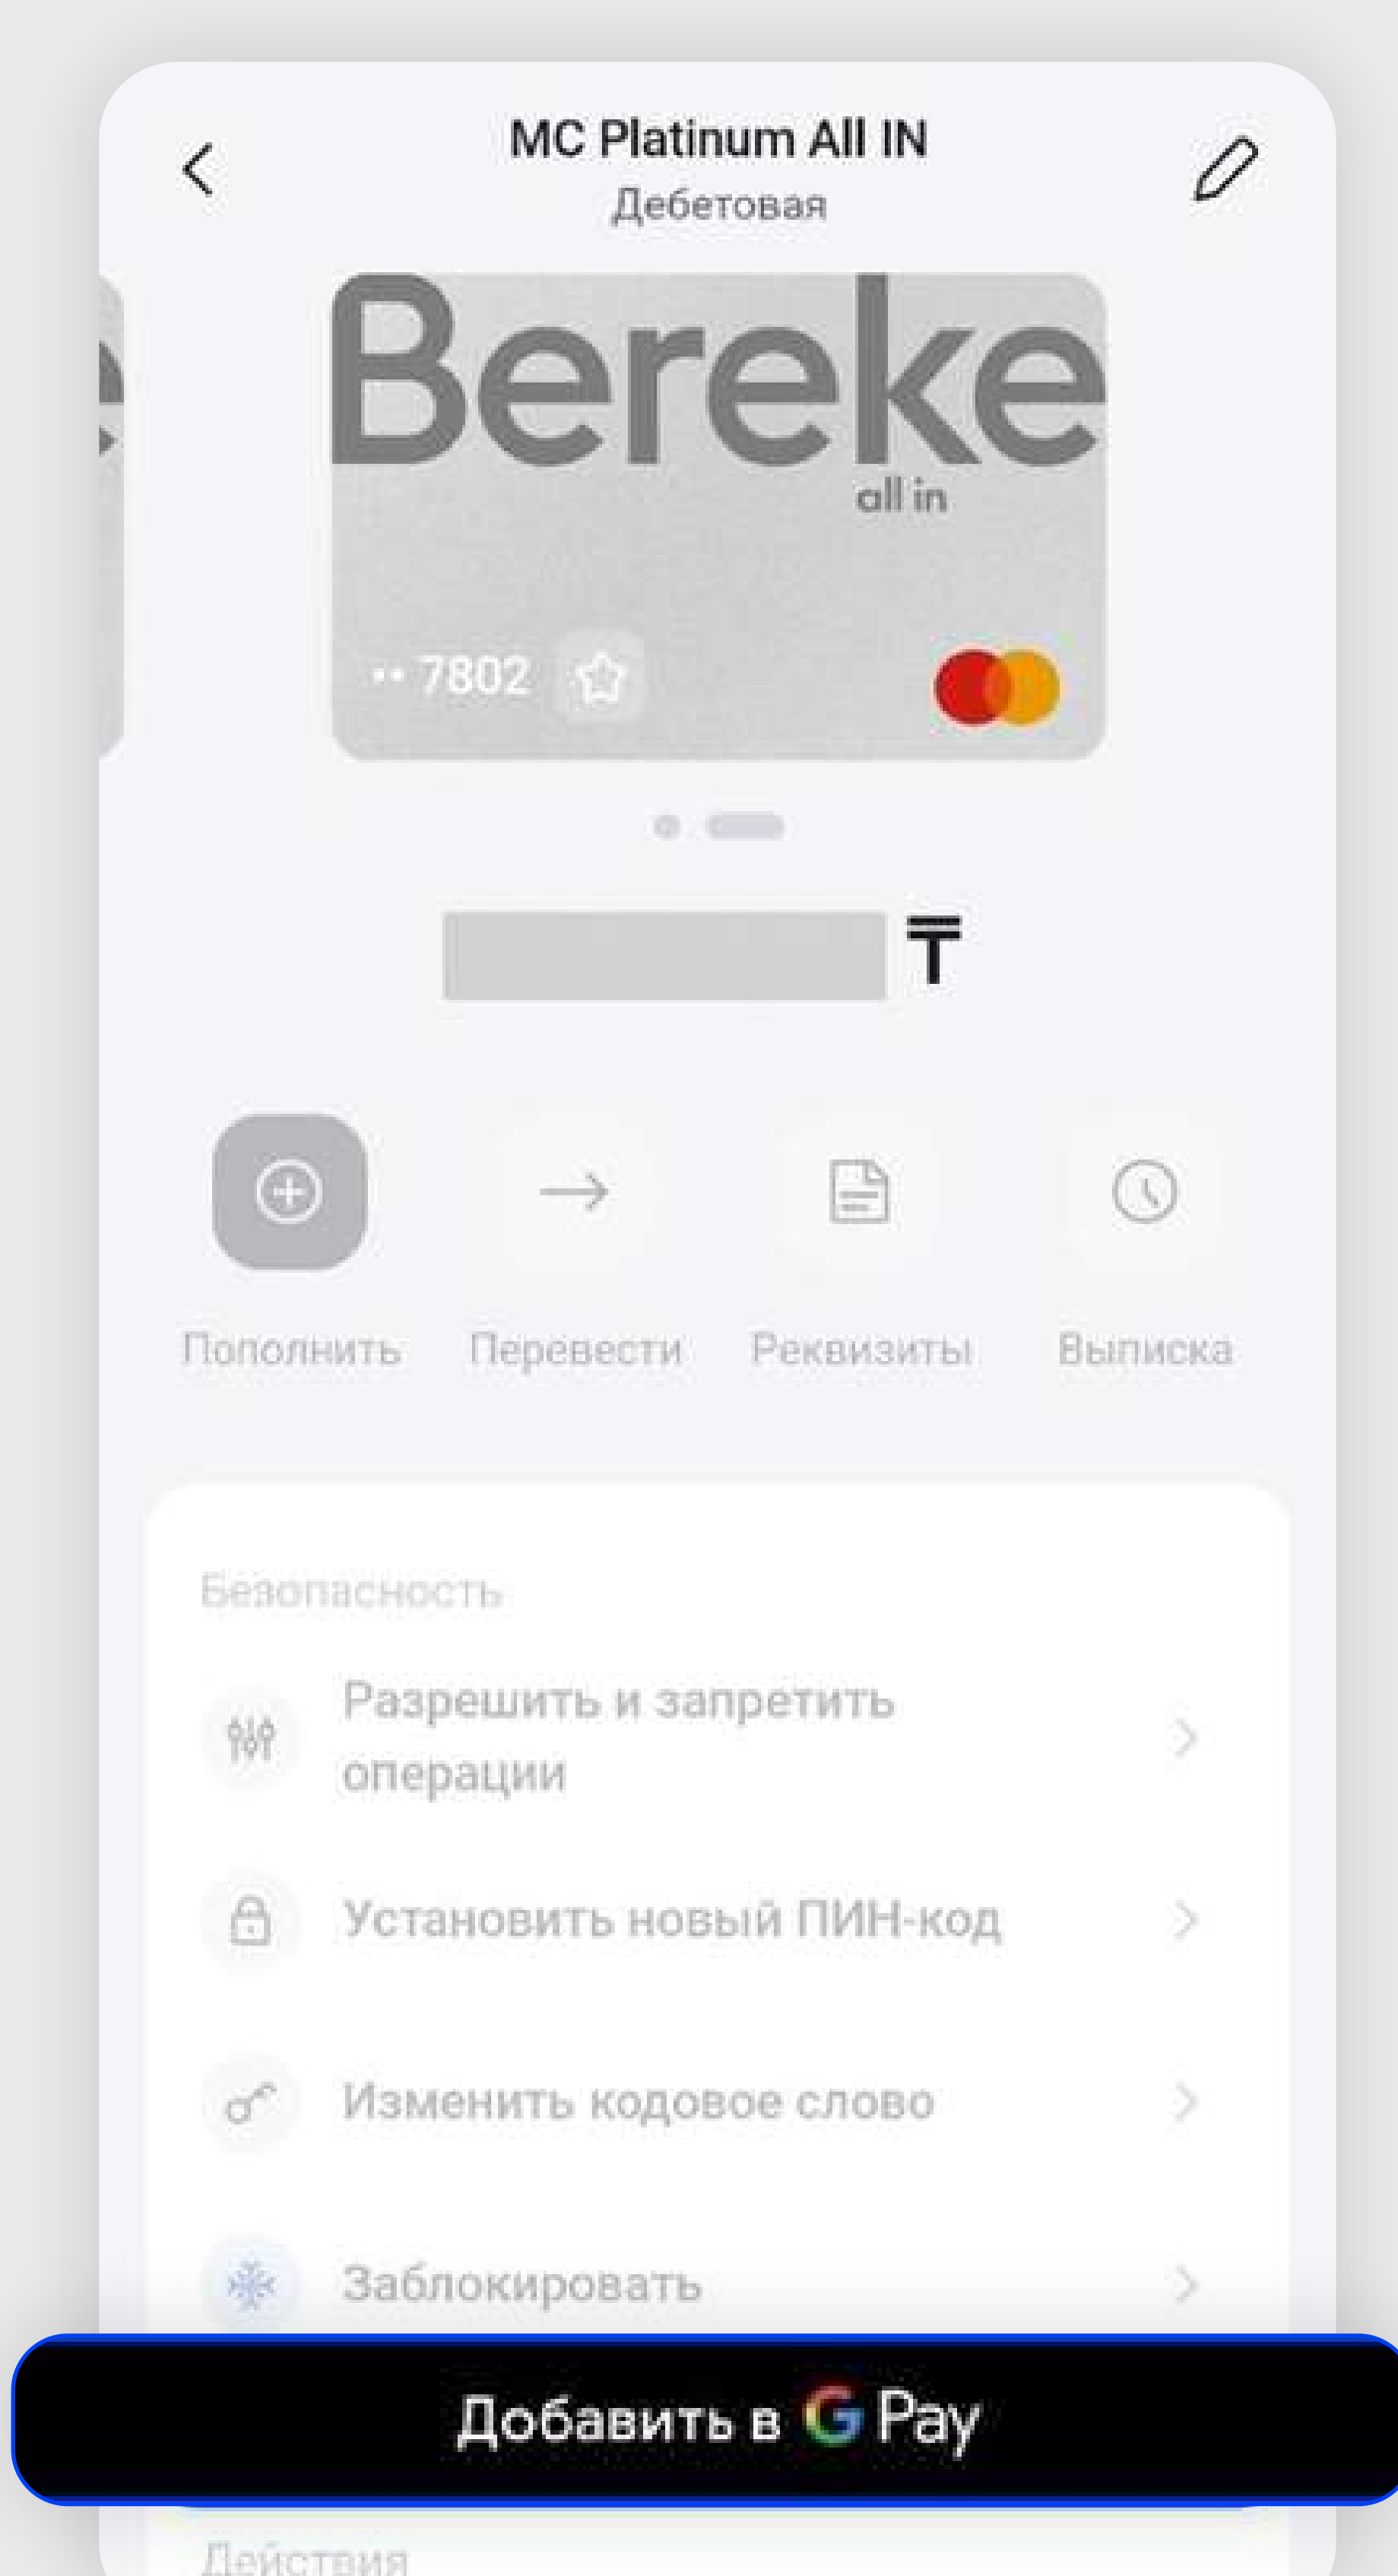 MC Platinum All IN
Дебетовая
Bereke
all in
·· 7802
₸
Пополнить Перевести Реквизиты Выписка
Безопасность
Разрешить и запретить
операции
Установить новый ПИН-код
Изменить кодовое слово
Заблокировать
Добавить в G Pay
Действия